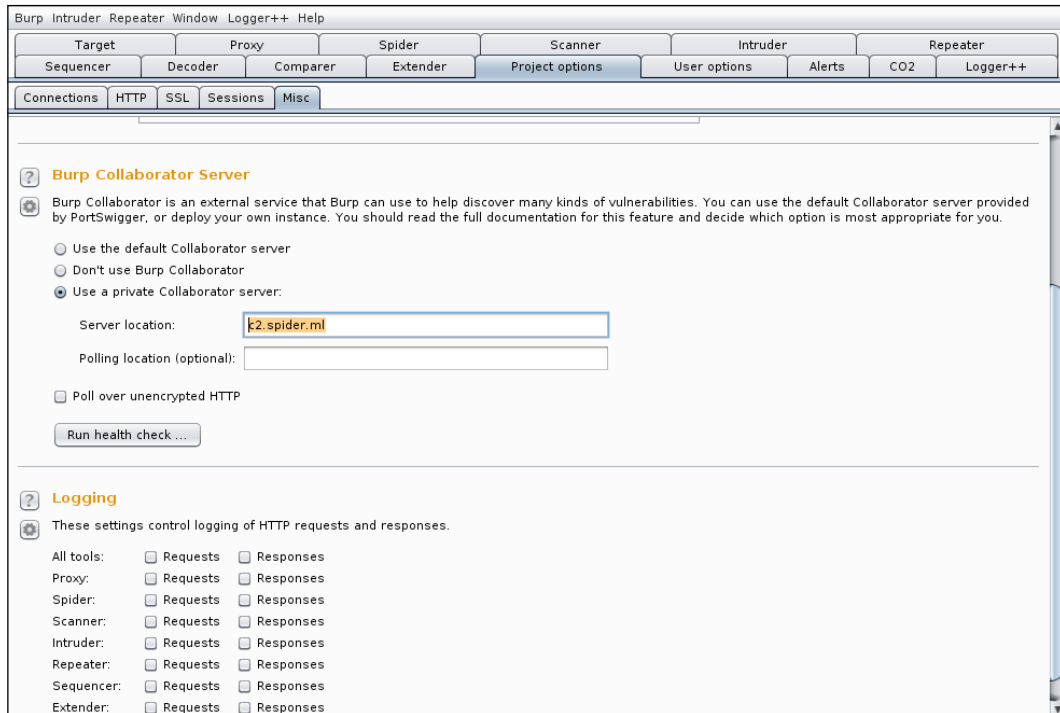 Burp Intruder Repeater Window Logger++ Help
Target Proxy Spider Scanner Intruder Repeater
Sequencer Decoder Comparer Extender Project options User options Alerts CO2 Logger++
Connections HTTP SSL Sessions Misc
? Burp Collaborator Server
Burp Collaborator is an external service that Burp can use to help discover many kinds of vulnerabilities. You can use the default Collaborator server provided
by PortSwigger, or deploy your own instance. You should read the full documentation for this feature and decide which option is most appropriate for you.
Use the default Collaborator server
Don't use Burp Collaborator
Use a private Collaborator server:
Server location: c2.spider.ml
Polling location (optional):
Poll over unencrypted HTTP
Run health check ...
? Logging
These settings control logging of HTTP requests and responses.
All tools: Requests Responses
Proxy: Requests Responses
Spider: Requests Responses
Scanner: Requests Responses
Intruder: Requests Responses
Repeater: Requests Responses
Sequencer: Requests Responses
Extender: Requests Responses